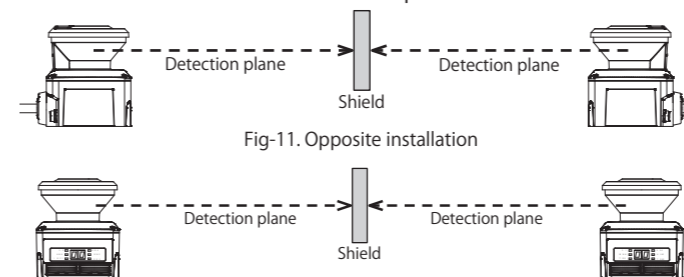 Detection plane
Detection plane
Shield
Fig-11. Opposite installation
Detection plane
Detection plane
Shield